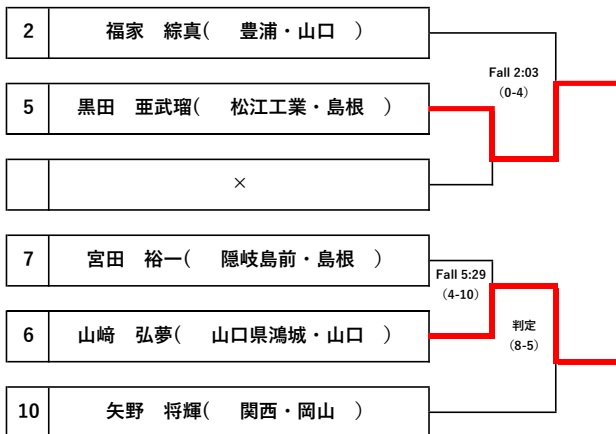 2 福家 綜真( 豊浦・山口 )
Fall 2:03
(0-4)
5 黒田 亜武瑠( 松江工業・島根 )
×
7 宮田 裕一( 隠岐島前・島根 )
Fall 5:29
(4-10)
6 山﨑 弘夢( 山口県鴻城・山口 )
判定
(8-5)
10 矢野 将輝( 関西・岡山 )